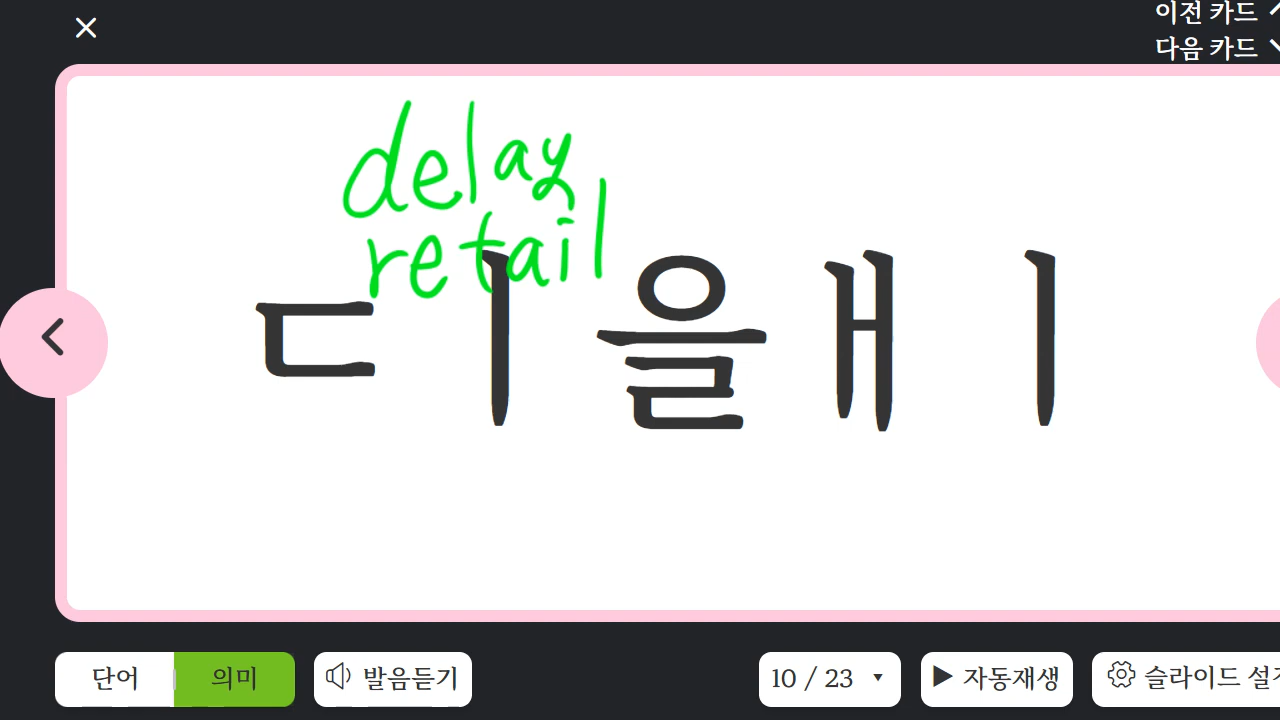 이전 카드
다음 카드
delay
retail
ㄷㅣ을ㅐㅣ
단어 의미 발음듣기 10 / 23 자동재생 슬라이드